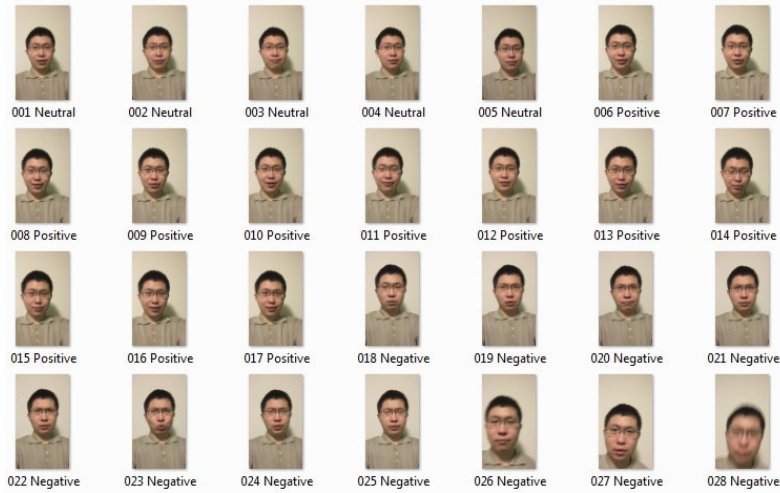 001 Neutral 002 Neutral 003 Neutral 004 Neutral 005 Neutral 006 Positive 007 Positive
008 Positive 009 Positive 010 Positive 011 Positive 012 Positive 013 Positive 014 Positive
015 Positive 016 Positive 017 Positive 018 Negative 019 Negative 020 Negative 021 Negative
022 Negative 023 Negative 024 Negative 025 Negative 026 Negative 027 Negative 028 Negative